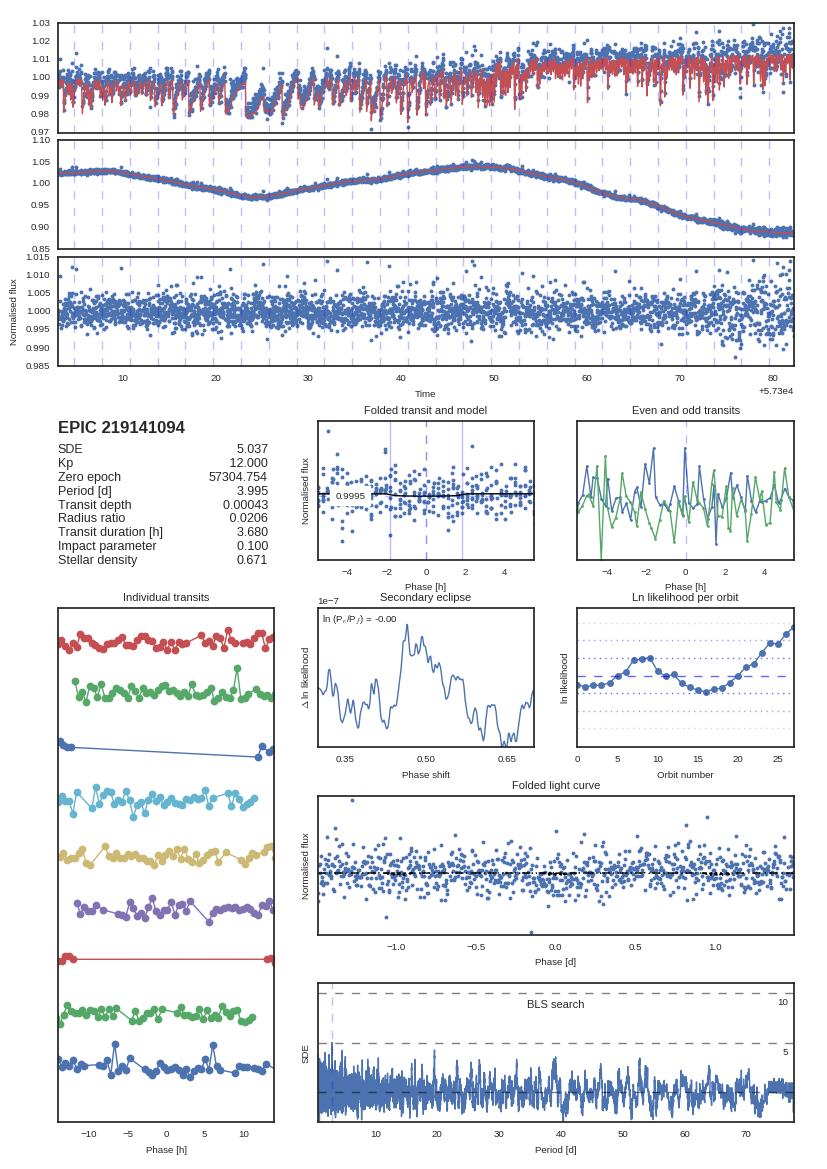 1.03
1.02
1.01
1.00
0.99
0.98
0.97
1.10
1.05
1.00
0.95
0.90
0.85
1.015
1.010
1.005
1.000
0.995
0.990
0.985
Normalised flux
10 20 30 40 50 60 70 80
Time
+5.73e4
EPIC 219141094
SDE 5.037
Kp 12.000
Zero epoch 57304.754
Period [d] 3.995
Transit depth 0.00043
Radius ratio 0.0206
Transit duration [h] 3.680
Impact parameter 0.100
Stellar density 0.671
Folded transit and model
Normalised flux
0.9995
−4 −2 0 2 4
Phase [h]
Even and odd transits
−4 −2 0 2 4
Phase [h]
Individual transits
−10 −5 0 5 10
Phase [h]
Secondary eclipse
1e−7
ln (Pₑ/P_f) = -0.00
Δ ln likelihood
0.35 0.50 0.65
Phase shift
Ln likelihood per orbit
ln likelihood
0 5 10 15 20 25
Orbit number
Folded light curve
Normalised flux
−1.0 −0.5 0.0 0.5 1.0
Phase [d]
BLS search
10
5
SDE
10 20 30 40 50 60 70
Period [d]